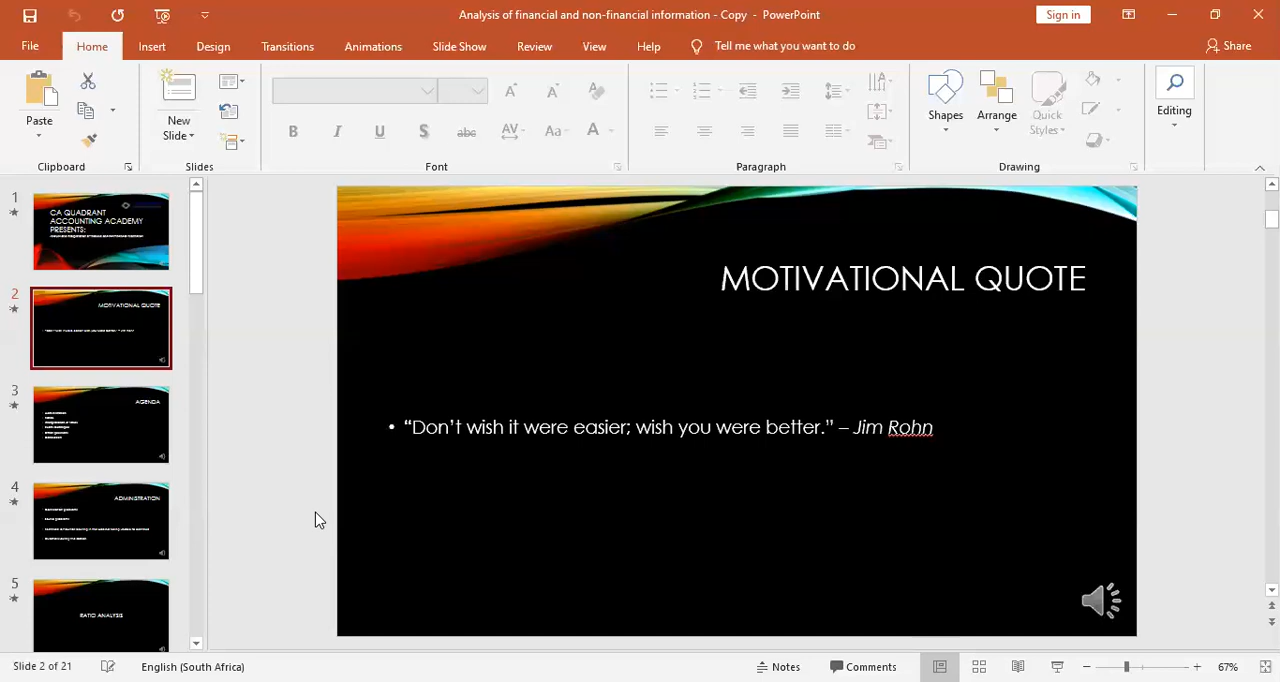 Analysis of financial and non-financial information - Copy - PowerPoint
Sign in
File Home Insert Design Transitions Animations Slide Show Review View Help Tell me what you want to do Share
Paste
New Slide
B I U S abc AV Aa A
Shapes Arrange Quick Styles
Editing
Clipboard Slides Font Paragraph Drawing
1
CA QUADRANT
ACCOUNTING ACADEMY
PRESENTS:
2
MOTIVATIONAL QUOTE
3
AGENDA
4
ADMINISTRATION
5
RATIO ANALYSIS
MOTIVATIONAL QUOTE
• “Don’t wish it were easier; wish you were better.” – Jim Rohn
Slide 2 of 21 English (South Africa) Notes Comments 67%